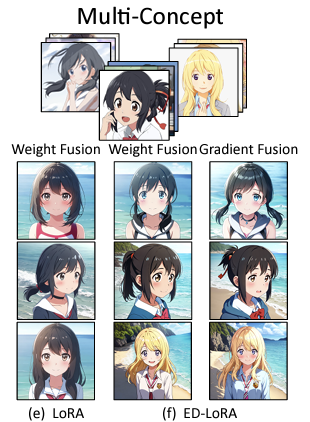 Multi-Concept
Weight Fusion Weight Fusion Gradient Fusion
(e) LoRA (f) ED-LoRA